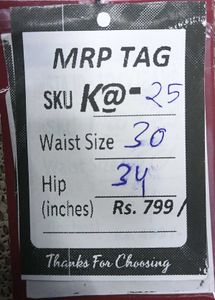 MRP TAG
SKU K@-25
Waist Size 30
Hip 34
(inches) Rs. 799/
Thanks For Choosing